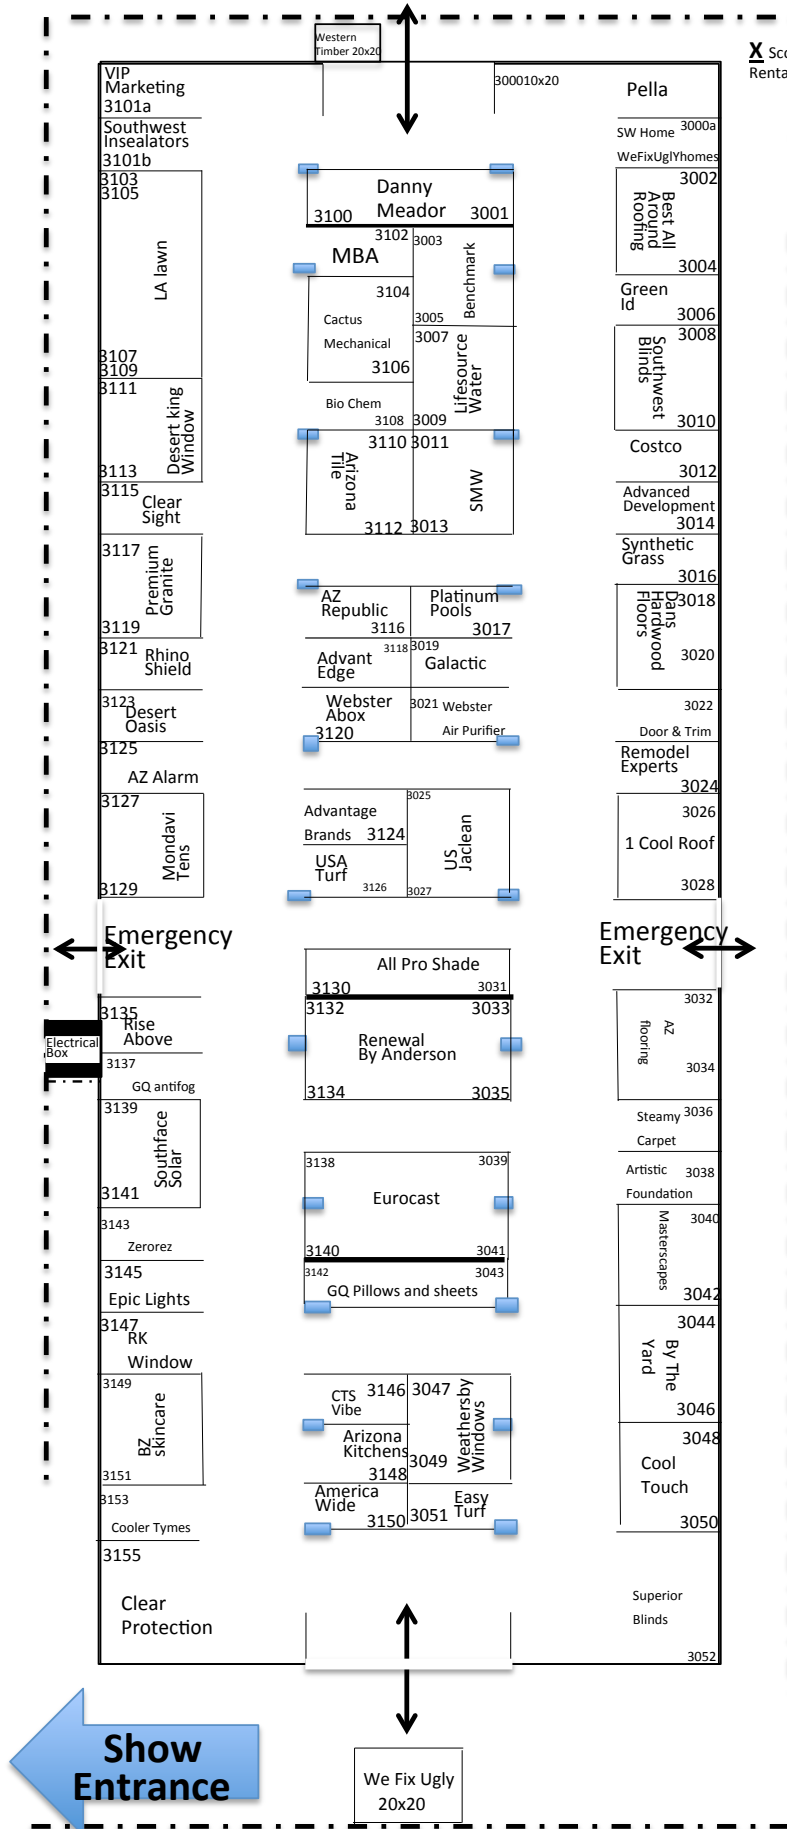 Western
Timber 20x20
X Sco
Renta
VIP
Marketing
3101a
300010x20
Pella
Southwest
Insealators
3101b
SW Home 3000a
WeFixUglYhomes
3103
3105
LA lawn
3107
3109
Danny
Meador
3100 3001
3002
Best All
Around
Roofing
3004
3102
MBA
3003
Benchmark
3005
Green
Id
3006
3104
Cactus
Mechanical
3106
3007
Lifesource
Water
3009
3008
Southwest
Blinds
3010
3111
Desert king
Window
3113
Bio Chem
3108
Costco
3012
3110
Arizona
Tile
3112
3011
SMW
3013
3115
Clear
Sight
Advanced
Development
3014
3117
Premium
Granite
3119
Synthetic
Grass
3016
AZ
Republic
3116
Platinum
Pools
3017
Dans
Hardwood
Floors
3018
3020
3121
Rhino
Shield
3118
Advant
Edge
3019
Galactic
3123
Desert
Oasis
Webster
Abox
3120
3021 Webster
Air Purifier
3022
Door & Trim
3125
AZ Alarm
Remodel
Experts
3024
3127
Mondavi
Tens
3129
Advantage
Brands 3124
3025
US
Jaclean
3027
USA
Turf
3126
3026
1 Cool Roof
3028
Emergency
Exit
Emergency
Exit
All Pro Shade
3130 3031
3135
Rise
Above
Electrical
Box
3132 3033
Renewal
By Anderson
3134 3035
3032
AZ
flooring
3034
3137
GQ antifog
3139
Southface
Solar
3141
Steamy 3036
Carpet
3138 3039
Eurocast
3140 3041
Artistic
3038
Foundation
3143
Zerorez
Masterscapes
3040
3042
3145
Epic Lights
3142 3043
GQ Pillows and sheets
3147
RK
Window
3044
By The
Yard
3046
3149
BZ
skincare
3151
CTS
Vibe
3146
3047
Weathersby
Windows
3049
Arizona
Kitchens
3148
3048
Cool
Touch
3050
3153
Cooler Tymes
America
Wide
3150
3051
Easy
Turf
3155
Clear
Protection
Superior
Blinds
3052
Show
Entrance
We Fix Ugly
20x20